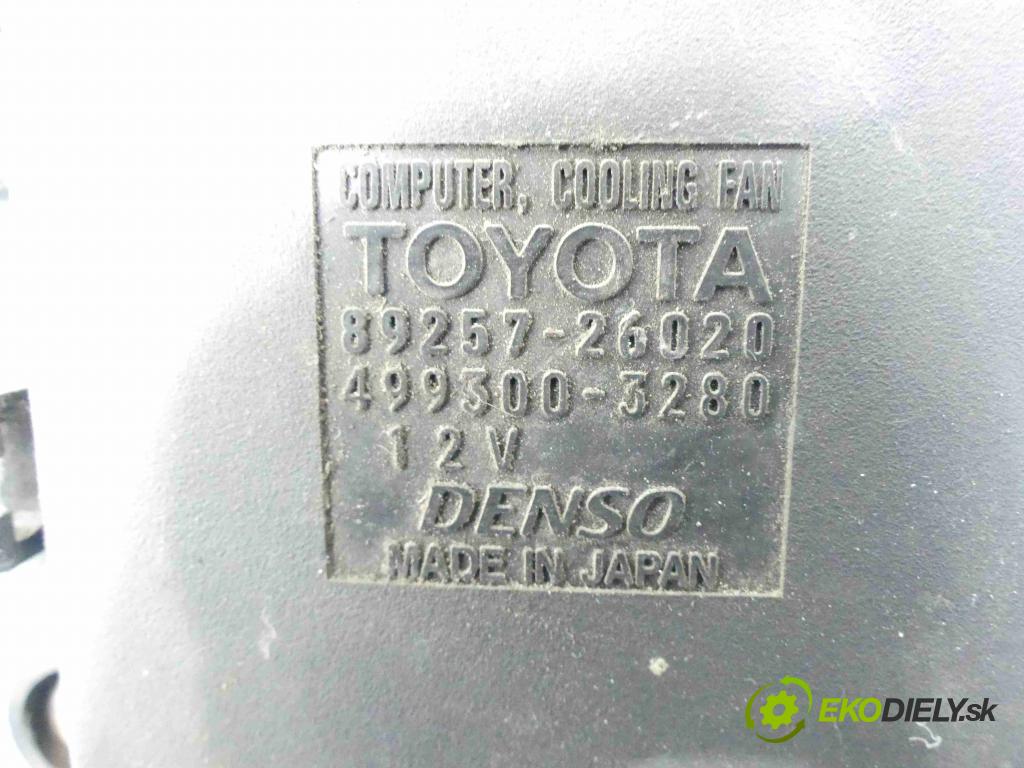 COMPUTER, COOLING FAN
TOYOTA
89257-26020
499300-3280
12V
DENSO
MADE IN JAPAN
EKODIELY.sk